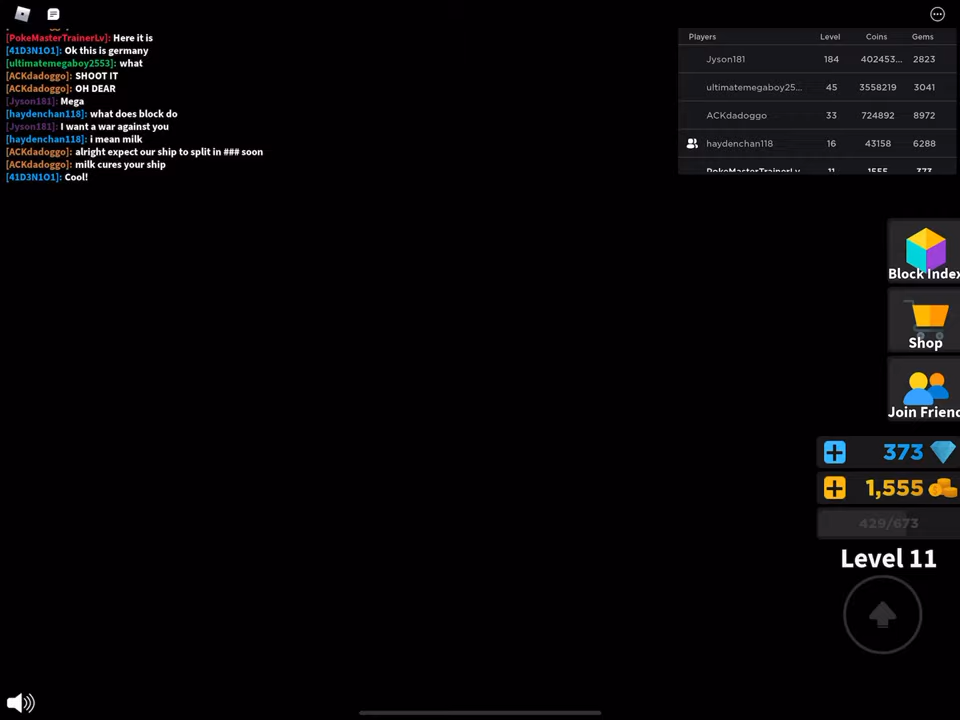 [PokeMasterTrainerLv]: Here it is
[41D3N1O1]: Ok this is germany
[ultimatemegaboy2553]: what
[ACKdadoggo]: SHOOT IT
[ACKdadoggo]: OH DEAR
[Jyson181]: Mega
[haydenchan118]: what does block do
[Jyson181]: I want a war against you
[haydenchan118]: i mean milk
[ACKdadoggo]: alright expect our ship to split in ### soon
[ACKdadoggo]: milk cures your ship
[41D3N1O1]: Cool!
Players Level Coins Gems
Jyson181 184 402453... 2823
ultimatemegaboy25... 45 3558219 3041
ACKdadoggo 33 724892 8972
haydenchan118 16 43158 6288
PokeMasterTrainerLv 11 1555 373
Block Index
Shop
Join Friend
373
1,555
429/673
Level 11